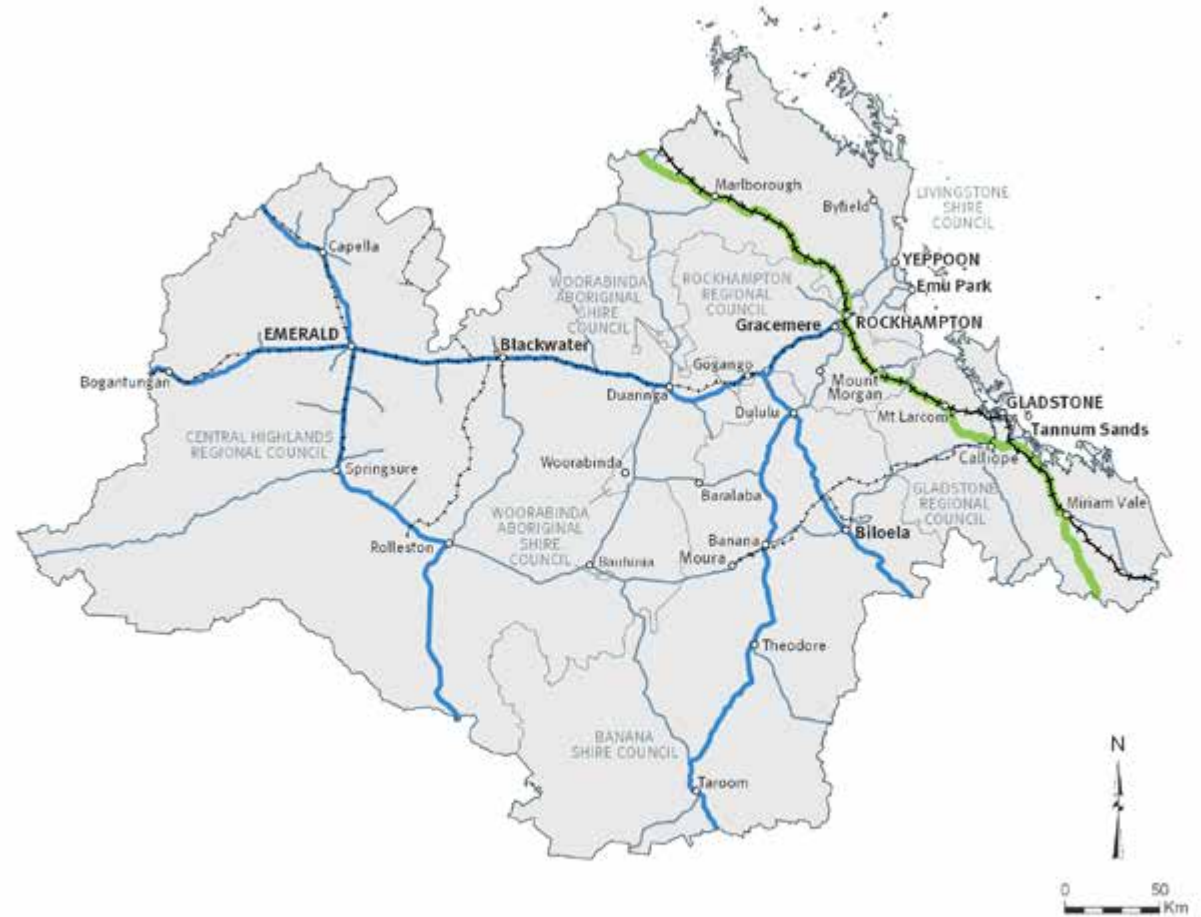 Marlborough
Byfield
LIVINGSTONE
SHIRE
COUNCIL
Capella
YEPPOON
Emu Park
WOORABINDA
ABORIGINAL
SHIRE
COUNCIL
ROCKHAMPTON
REGIONAL
COUNCIL
EMERALD
Blackwater
Gracemere
ROCKHAMPTON
Bogantungan
Gogango
Duaringa
Mount
Morgan
Dululu
Mt Larcom
GLADSTONE
Tannum Sands
CENTRAL HIGHLANDS
REGIONAL COUNCIL
Springsure
Woorabinda
Calliope
Baralaba
GLADSTONE
REGIONAL
COUNCIL
Miriam Vale
WOORABINDA
ABORIGINAL
SHIRE
COUNCIL
Rolleston
Bauhinia
Banana
Moura
Biloela
Theodore
BANANA
SHIRE COUNCIL
Taroom
N
0 50
Km